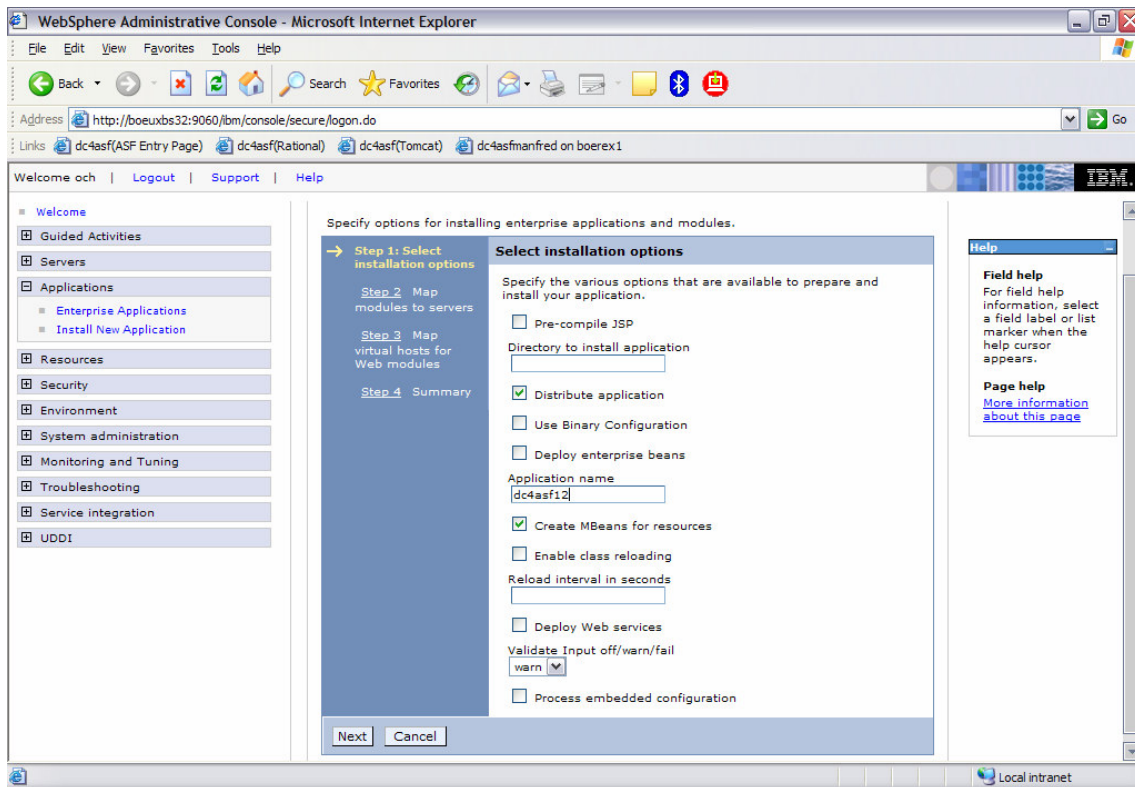 WebSphere Administrative Console - Microsoft Internet Explorer
File Edit View Favorites Tools Help
Back Search Favorites
Address http://boeuxbs32:9060/ibm/console/secure/logon.do Go
Links dc4asf(ASF Entry Page) dc4asf(Rational) dc4asf(Tomcat) dc4asfmanfred on boerex1
Welcome och | Logout | Support | Help IBM.
Welcome
Guided Activities
Servers
Applications
Enterprise Applications
Install New Application
Resources
Security
Environment
System administration
Monitoring and Tuning
Troubleshooting
Service integration
UDDI
Specify options for installing enterprise applications and modules.
Step 1: Select
installation options
Step 2 Map
modules to servers
Step 3 Map
virtual hosts for
Web modules
Step 4 Summary
Select installation options
Specify the various options that are available to prepare and
install your application.
Pre-compile JSP
Directory to install application
Distribute application
Use Binary Configuration
Deploy enterprise beans
Application name
dc4asf12
Create MBeans for resources
Enable class reloading
Reload interval in seconds
Deploy Web services
Validate Input off/warn/fail
warn
Process embedded configuration
Next Cancel
Help
Field help
For field help
information, select
a field label or list
marker when the
help cursor
appears.
Page help
More information
about this page
Local intranet